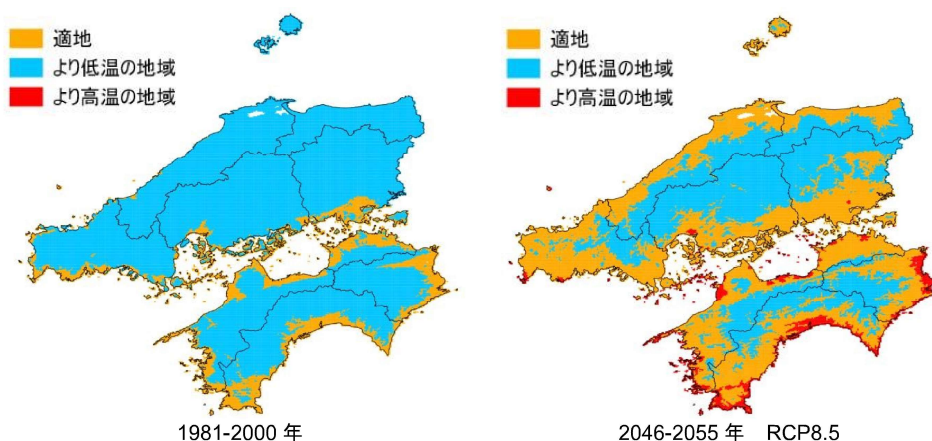 適地
より低温の地域
より高温の地域
適地
より低温の地域
より高温の地域
1981-2000 年
2046-2055 年 RCP8.5